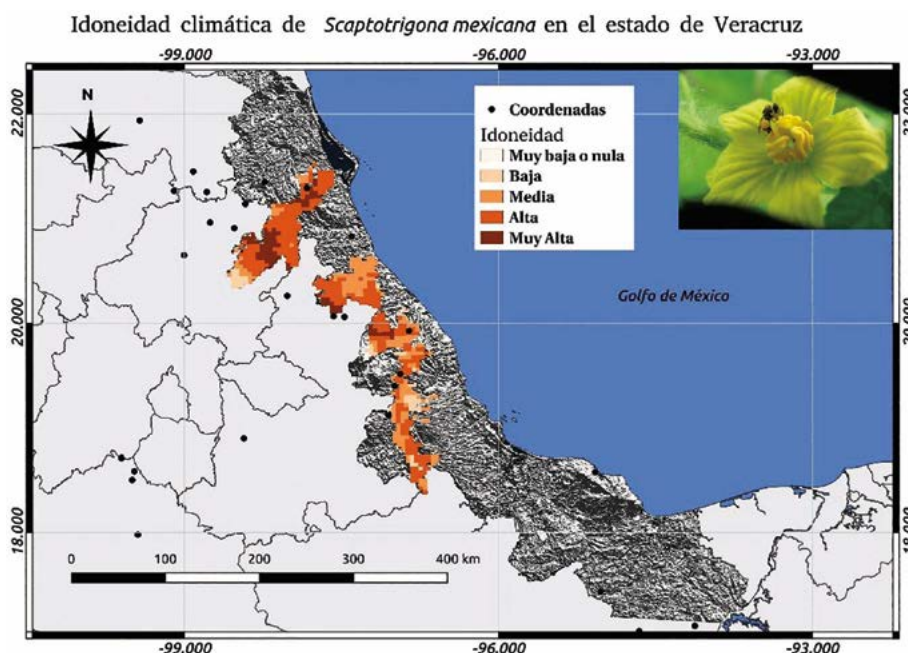 Idoneidad climática de Scaptotrigona mexicana en el estado de Veracruz
-99.000 -96.000 -93.000
N
22.000
20.000
18.000
Coordenadas
Idoneidad
Muy baja o nula
Baja
Media
Alta
Muy Alta
Golfo de México
20.000
18.000
0 100 200 300 400 km
-99.000 -96.000 -93.000